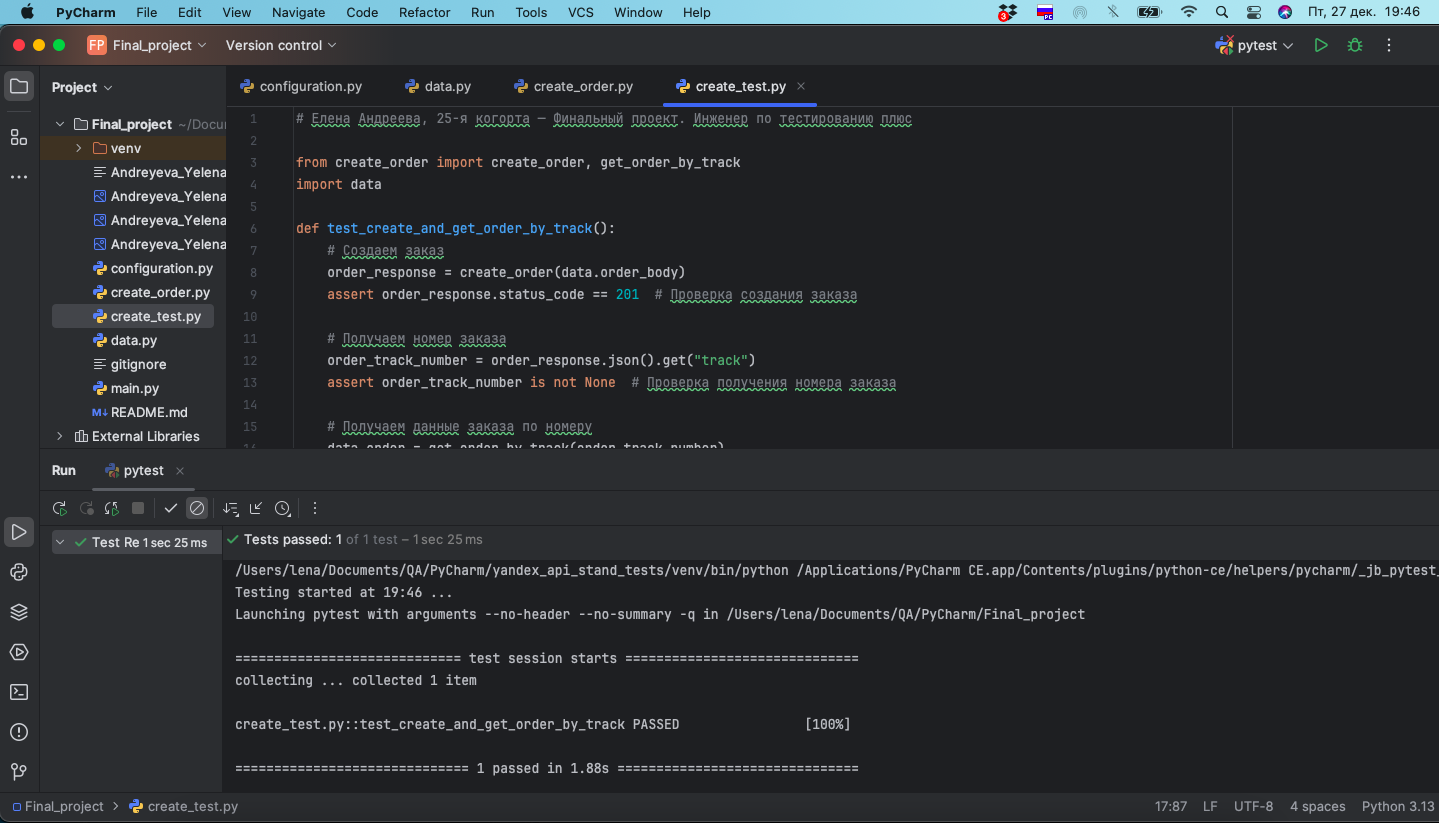 PyCharm File Edit View Navigate Code Refactor Run Tools VCS Window Help 3 РС Пт, 27 дек. 19:46
FP Final_project Version control pytest
Project
configuration.py data.py create_order.py create_test.py
Final_project ~/Docu
venv
Andreyeva_Yelena
Andreyeva_Yelena
Andreyeva_Yelena
Andreyeva_Yelena
configuration.py
create_order.py
create_test.py
data.py
gitignore
main.py
M↓ README.md
External Libraries
1 # Елена Андреева, 25-я когорта — Финальный проект. Инженер по тестированию плюс
2
3 from create_order import create_order, get_order_by_track
4 import data
5
6 def test_create_and_get_order_by_track():
7 # Создаем заказ
8 order_response = create_order(data.order_body)
9 assert order_response.status_code == 201 # Проверка создания заказа
10
11 # Получаем номер заказа
12 order_track_number = order_response.json().get("track")
13 assert order_track_number is not None # Проверка получения номера заказа
14
15 # Получаем данные заказа по номеру
16 data_order = get_order_by_track(order_track_number)
Run pytest
Test Re 1 sec 25 ms
Tests passed: 1 of 1 test – 1 sec 25 ms
/Users/lena/Documents/QA/PyCharm/yandex_api_stand_tests/venv/bin/python /Applications/PyCharm CE.app/Contents/plugins/python-ce/helpers/pycharm/_jb_pytest_
Testing started at 19:46 ...
Launching pytest with arguments --no-header --no-summary -q in /Users/lena/Documents/QA/PyCharm/Final_project
============================= test session starts ==============================
collecting ... collected 1 item
create_test.py::test_create_and_get_order_by_track PASSED [100%]
============================== 1 passed in 1.88s ===============================
Final_project create_test.py 17:87 LF UTF-8 4 spaces Python 3.13